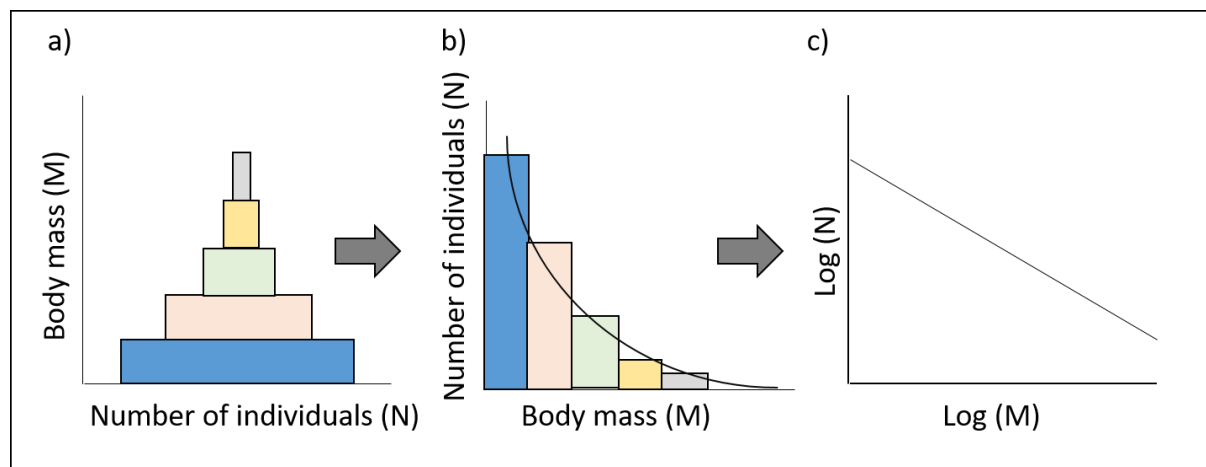 a)
Body mass (M)
Number of individuals (N)
b)
Number of individuals (N)
Body mass (M)
c)
Log (N)
Log (M)